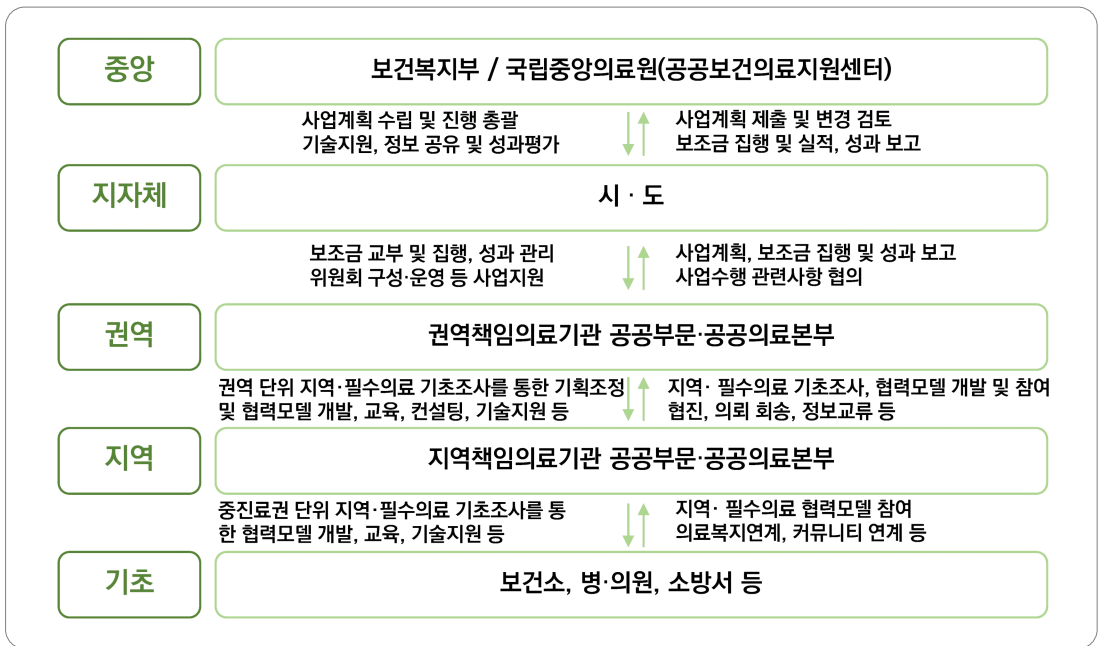 중앙
보건복지부 / 국립중앙의료원(공공보건의료지원센터)
사업계획 수립 및 진행 총괄
기술지원, 정보 공유 및 성과평가
사업계획 제출 및 변경 검토
보조금 집행 및 실적, 성과 보고
지자체
시 · 도
보조금 교부 및 집행, 성과 관리
위원회 구성·운영 등 사업지원
사업계획, 보조금 집행 및 성과 보고
사업수행 관련사항 협의
권역
권역책임의료기관 공공부문·공공의료본부
권역 단위 지역·필수의료 기초조사를 통한 기획조정
및 협력모델 개발, 교육, 컨설팅, 기술지원 등
지역· 필수의료 기초조사, 협력모델 개발 및 참여
협진, 의뢰 회송, 정보교류 등
지역
지역책임의료기관 공공부문·공공의료본부
중진료권 단위 지역·필수의료 기초조사를 통
한 협력모델 개발, 교육, 기술지원 등
지역· 필수의료 협력모델 참여
의료복지연계, 커뮤니티 연계 등
기초
보건소, 병·의원, 소방서 등